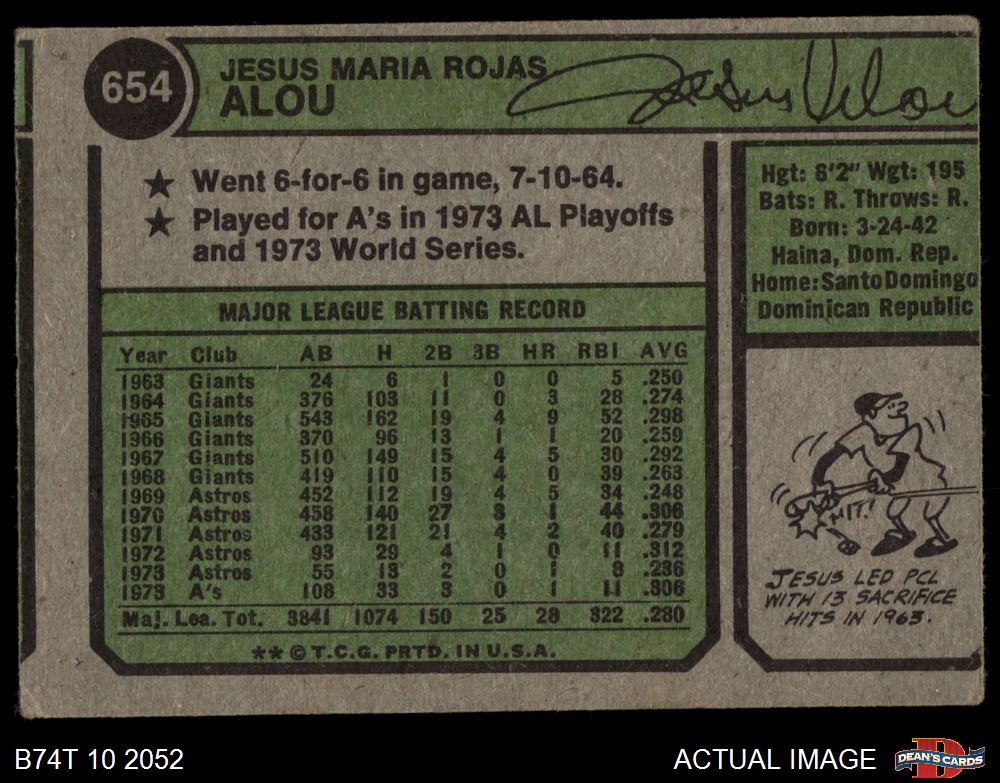 654
JESUS MARIA ROJAS
ALOU
Jesus Alou
★ Went 6-for-6 in game, 7-10-64.
★ Played for A's in 1973 AL Playoffs
and 1973 World Series.
MAJOR LEAGUE BATTING RECORD
Year Club AB H 2B 3B HR RBI AVG
1963 Giants 24 6 1 0 0 5 .250
1964 Giants 376 103 11 0 3 28 .274
1965 Giants 543 162 19 4 9 52 .298
1966 Giants 370 96 13 1 1 20 .259
1967 Giants 510 149 15 4 5 30 .292
1968 Giants 419 110 15 4 0 39 .263
1969 Astros 452 112 19 4 5 34 .248
1970 Astros 458 140 27 3 1 44 .306
1971 Astros 433 121 21 4 2 40 .279
1972 Astros 93 29 4 1 0 11 .312
1973 Astros 55 13 2 0 1 8 .236
1973 A's 108 33 3 0 1 11 .306
Maj. Lea. Tot. 3841 1074 150 25 28 322 .280
** © T.C.G. PRTD. IN U.S.A.
Hgt: 6'2" Wgt: 195
Bats: R. Throws: R.
Born: 3-24-42
Haina, Dom. Rep.
Home: Santo Domingo
Dominican Republic
HIT!
JESUS LED PCL
WITH 13 SACRIFICE
HITS IN 1963.
B74T 10 2052
ACTUAL IMAGE
D
DEAN'S CARDS